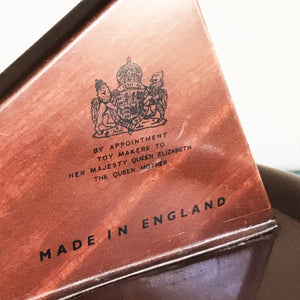 BY APPOINTMENT
TOY MAKERS TO
HER MAJESTY QUEEN ELIZABETH
THE QUEEN MOTHER
MADE IN ENGLAND